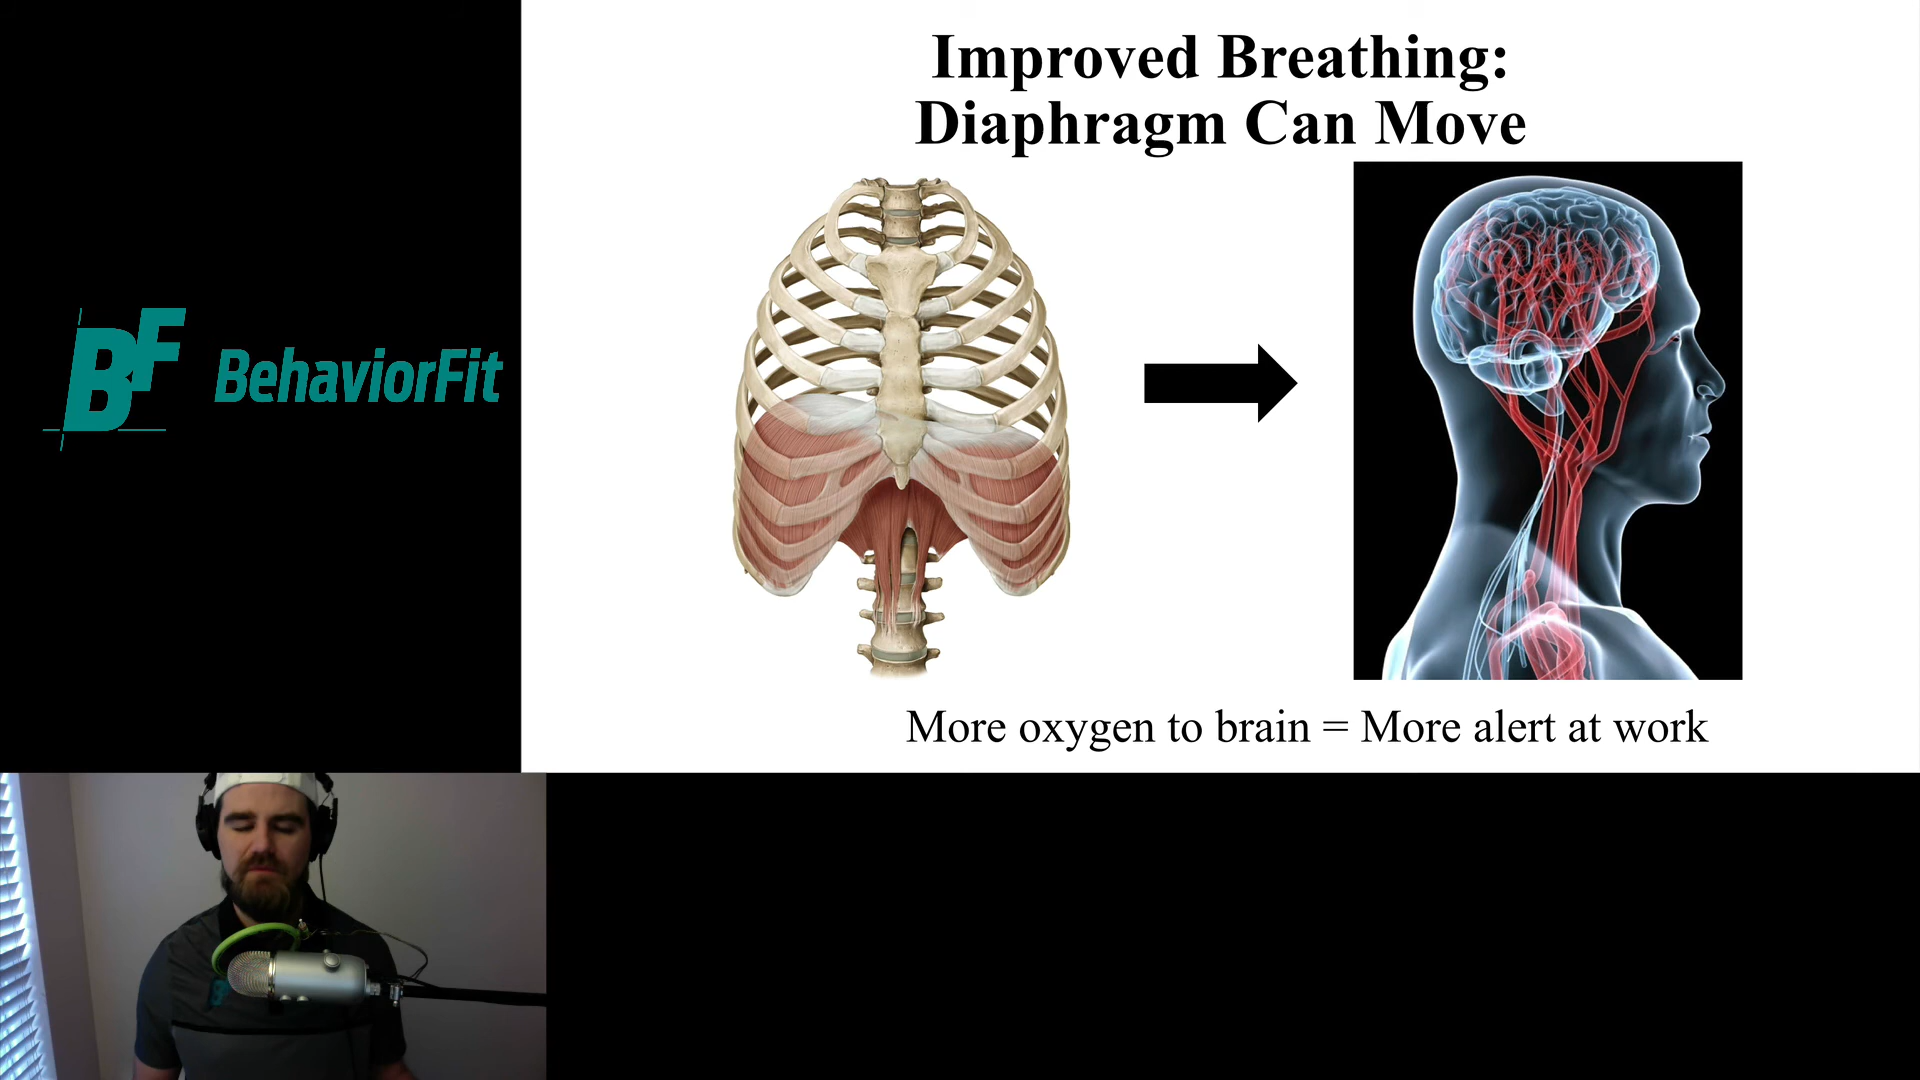 Improved Breathing:
Diaphragm Can Move
BF BehaviorFit
More oxygen to brain = More alert at work